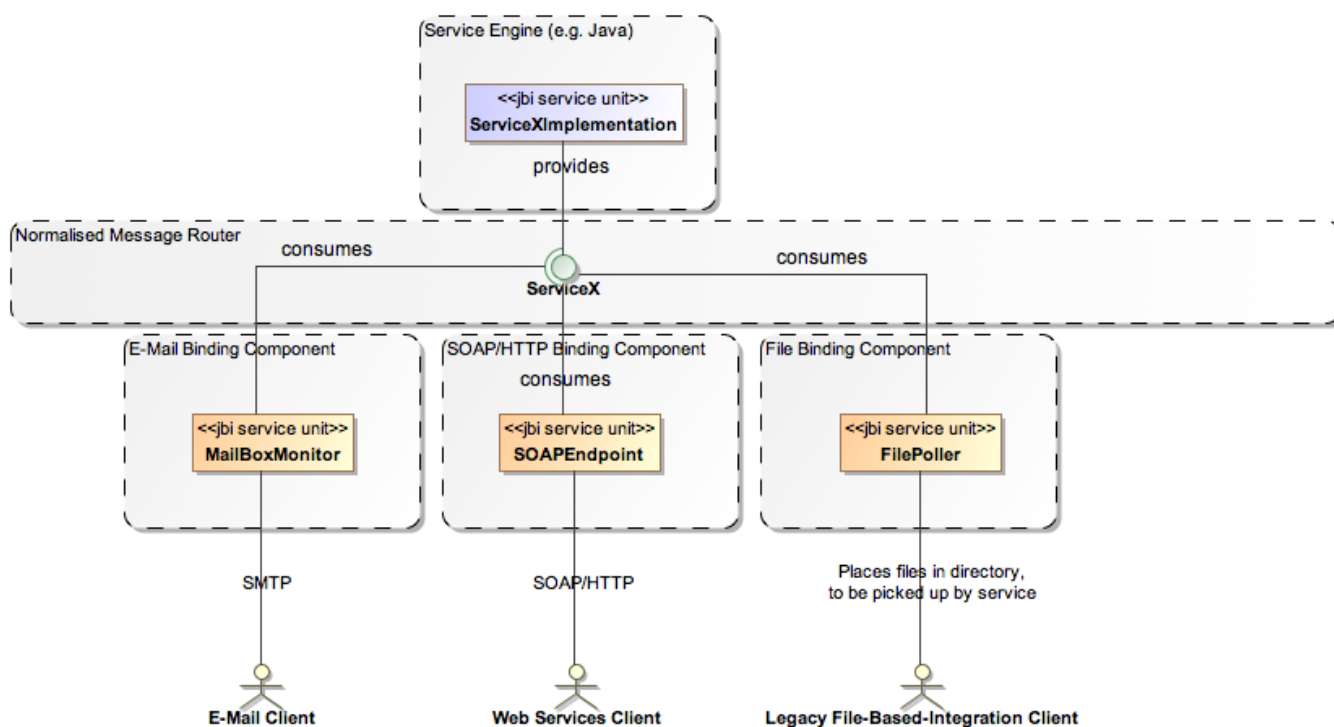 Service Engine (e.g. Java)
<<jbi service unit>>
ServiceXImplementation
provides
Normalised Message Router
consumes
consumes
ServiceX
E-Mail Binding Component
SOAP/HTTP Binding Component
File Binding Component
consumes
<<jbi service unit>>
MailBoxMonitor
<<jbi service unit>>
SOAPEndpoint
<<jbi service unit>>
FilePoller
SMTP
SOAP/HTTP
Places files in directory,
to be picked up by service
E-Mail Client
Web Services Client
Legacy File-Based-Integration Client